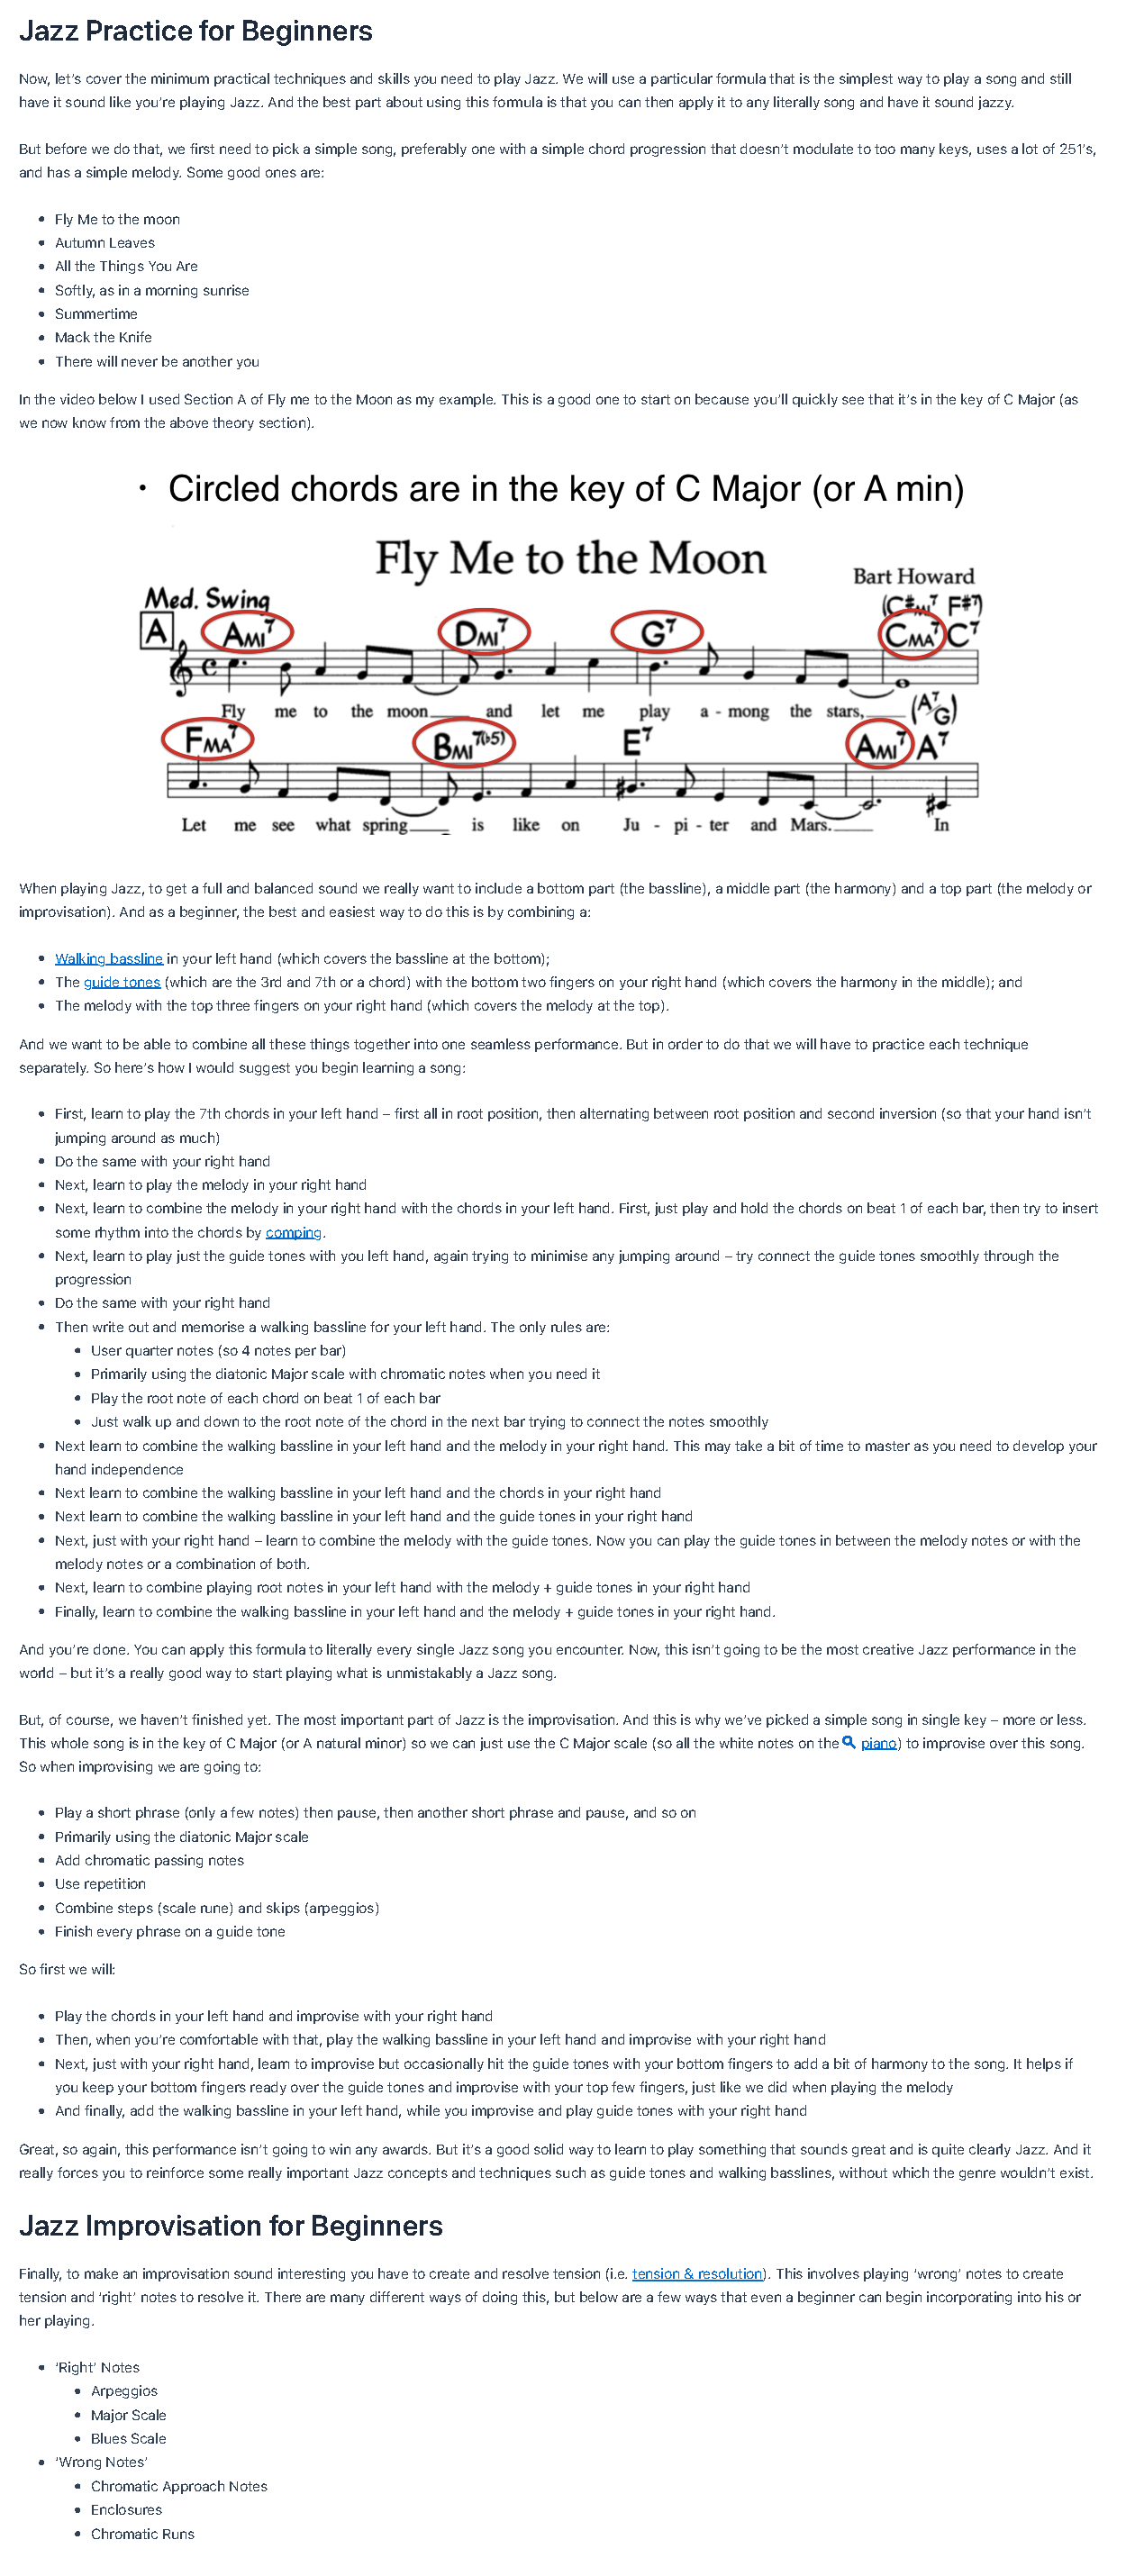 Jazz Practice for Beginners
Now, let's cover the minimum practical techniques and skills you need to play Jazz. We will use a particular formula that is the simplest way to play a song and still
have it sound like you're playing Jazz. And the best part about using this formula is that you can then apply it to any literally song and have it sound jazzy.
But before we do that, we first need to pick a simple song, preferably one with a simple chord progression that doesn't modulate to too many keys, uses a lot of 251's,
and has a simple melody. Some good ones are:
• Fly Me to the moon
• Autumn Leaves
• All the Things You Are
• Softly, as in a morning sunrise
• Summertime
• Mack the Knife
• There will never be another you
In the video below I used Section A of Fly me to the Moon as my example. This is a good one to start on because you'll quickly see that it's in the key of C Major (as
we now know from the above theory section).
• Circled chords are in the key of C Major (or A min)
Fly Me to the Moon
Bart Howard
Med. Swing
(C#MI7 F#7)
A AMI7 DMI7 G7 CMA7 C7
Fly me to the moon___ and let me play a - mong the stars,___
(A7/G)
FMA7 BMI7(b5) E7 AMI7 A7
Let me see what spring___ is like on Ju - pi - ter and Mars.___ In
When playing Jazz, to get a full and balanced sound we really want to include a bottom part (the bassline), a middle part (the harmony) and a top part (the melody or
improvisation). And as a beginner, the best and easiest way to do this is by combining a:
• Walking bassline in your left hand (which covers the bassline at the bottom);
• The guide tones (which are the 3rd and 7th or a chord) with the bottom two fingers on your right hand (which covers the harmony in the middle); and
• The melody with the top three fingers on your right hand (which covers the melody at the top).
And we want to be able to combine all these things together into one seamless performance. But in order to do that we will have to practice each technique
separately. So here's how I would suggest you begin learning a song:
• First, learn to play the 7th chords in your left hand – first all in root position, then alternating between root position and second inversion (so that your hand isn't
jumping around as much)
• Do the same with your right hand
• Next, learn to play the melody in your right hand
• Next, learn to combine the melody in your right hand with the chords in your left hand. First, just play and hold the chords on beat 1 of each bar, then try to insert
some rhythm into the chords by comping.
• Next, learn to play just the guide tones with you left hand, again trying to minimise any jumping around – try connect the guide tones smoothly through the
progression
• Do the same with your right hand
• Then write out and memorise a walking bassline for your left hand. The only rules are:
• User quarter notes (so 4 notes per bar)
• Primarily using the diatonic Major scale with chromatic notes when you need it
• Play the root note of each chord on beat 1 of each bar
• Just walk up and down to the root note of the chord in the next bar trying to connect the notes smoothly
• Next learn to combine the walking bassline in your left hand and the melody in your right hand. This may take a bit of time to master as you need to develop your
hand independence
• Next learn to combine the walking bassline in your left hand and the chords in your right hand
• Next learn to combine the walking bassline in your left hand and the guide tones in your right hand
• Next, just with your right hand – learn to combine the melody with the guide tones. Now you can play the guide tones in between the melody notes or with the
melody notes or a combination of both.
• Next, learn to combine playing root notes in your left hand with the melody + guide tones in your right hand
• Finally, learn to combine the walking bassline in your left hand and the melody + guide tones in your right hand.
And you're done. You can apply this formula to literally every single Jazz song you encounter. Now, this isn't going to be the most creative Jazz performance in the
world – but it's a really good way to start playing what is unmistakably a Jazz song.
But, of course, we haven't finished yet. The most important part of Jazz is the improvisation. And this is why we've picked a simple song in single key – more or less.
This whole song is in the key of C Major (or A natural minor) so we can just use the C Major scale (so all the white notes on the piano) to improvise over this song.
So when improvising we are going to:
• Play a short phrase (only a few notes) then pause, then another short phrase and pause, and so on
• Primarily using the diatonic Major scale
• Add chromatic passing notes
• Use repetition
• Combine steps (scale rune) and skips (arpeggios)
• Finish every phrase on a guide tone
So first we will:
• Play the chords in your left hand and improvise with your right hand
• Then, when you're comfortable with that, play the walking bassline in your left hand and improvise with your right hand
• Next, just with your right hand, learn to improvise but occasionally hit the guide tones with your bottom fingers to add a bit of harmony to the song. It helps if
you keep your bottom fingers ready over the guide tones and improvise with your top few fingers, just like we did when playing the melody
• And finally, add the walking bassline in your left hand, while you improvise and play guide tones with your right hand
Great, so again, this performance isn't going to win any awards. But it's a good solid way to learn to play something that sounds great and is quite clearly Jazz. And it
really forces you to reinforce some really important Jazz concepts and techniques such as guide tones and walking basslines, without which the genre wouldn't exist.
Jazz Improvisation for Beginners
Finally, to make an improvisation sound interesting you have to create and resolve tension (i.e. tension & resolution). This involves playing 'wrong' notes to create
tension and 'right' notes to resolve it. There are many different ways of doing this, but below are a few ways that even a beginner can begin incorporating into his or
her playing.
• 'Right' Notes
• Arpeggios
• Major Scale
• Blues Scale
• 'Wrong Notes'
• Chromatic Approach Notes
• Enclosures
• Chromatic Runs